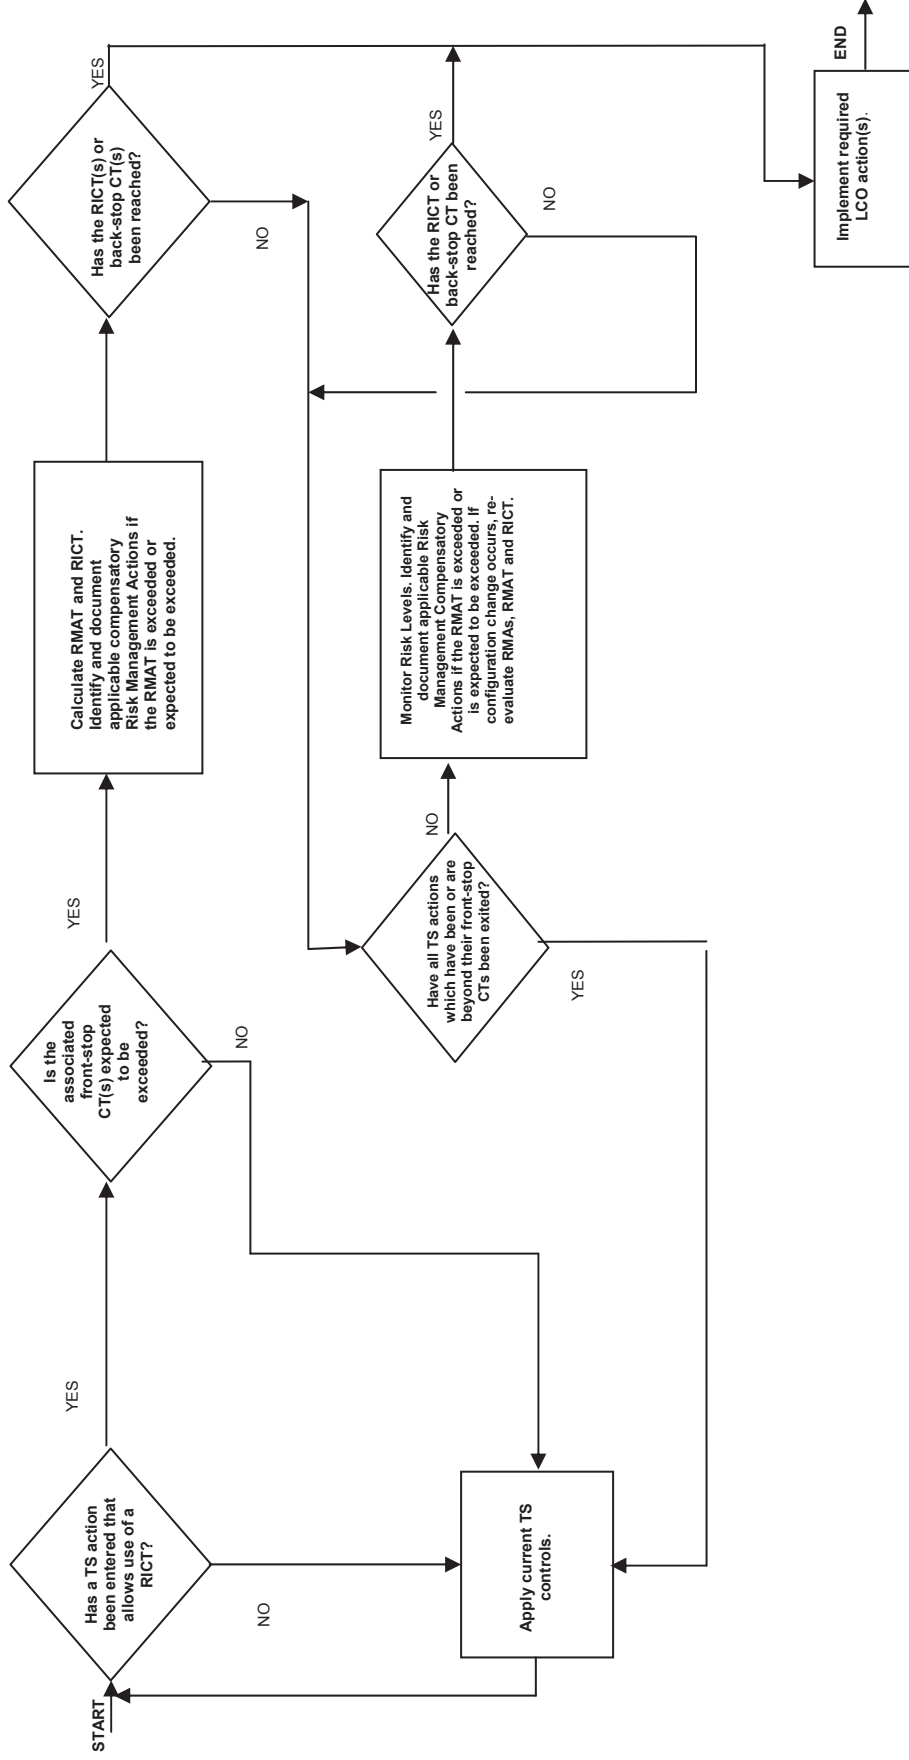 START
Has a TS action
been entered that
allows use of a
RICT?
YES
NO
Is the
associated
front-stop
CT(s) expected
to be
exceeded?
YES
NO
Calculate RMAT and RICT.
Identify and document
applicable compensatory
Risk Management Actions if
the RMAT is exceeded or
expected to be exceeded.
Has the RICT(s) or
back-stop CT(s)
been reached?
YES
NO
Apply current TS
controls.
Have all TS actions
which have been or are
beyond their front-stop
CTs been exited?
NO
YES
Monitor Risk Levels. Identify and
document applicable Risk
Management Compensatory
Actions if the RMAT is exceeded or
is expected to be exceeded. If
configuration change occurs, re-
evaluate RMAs, RMAT and RICT.
Has the RICT or
back-stop CT been
reached?
YES
NO
Implement required
LCO action(s).
END